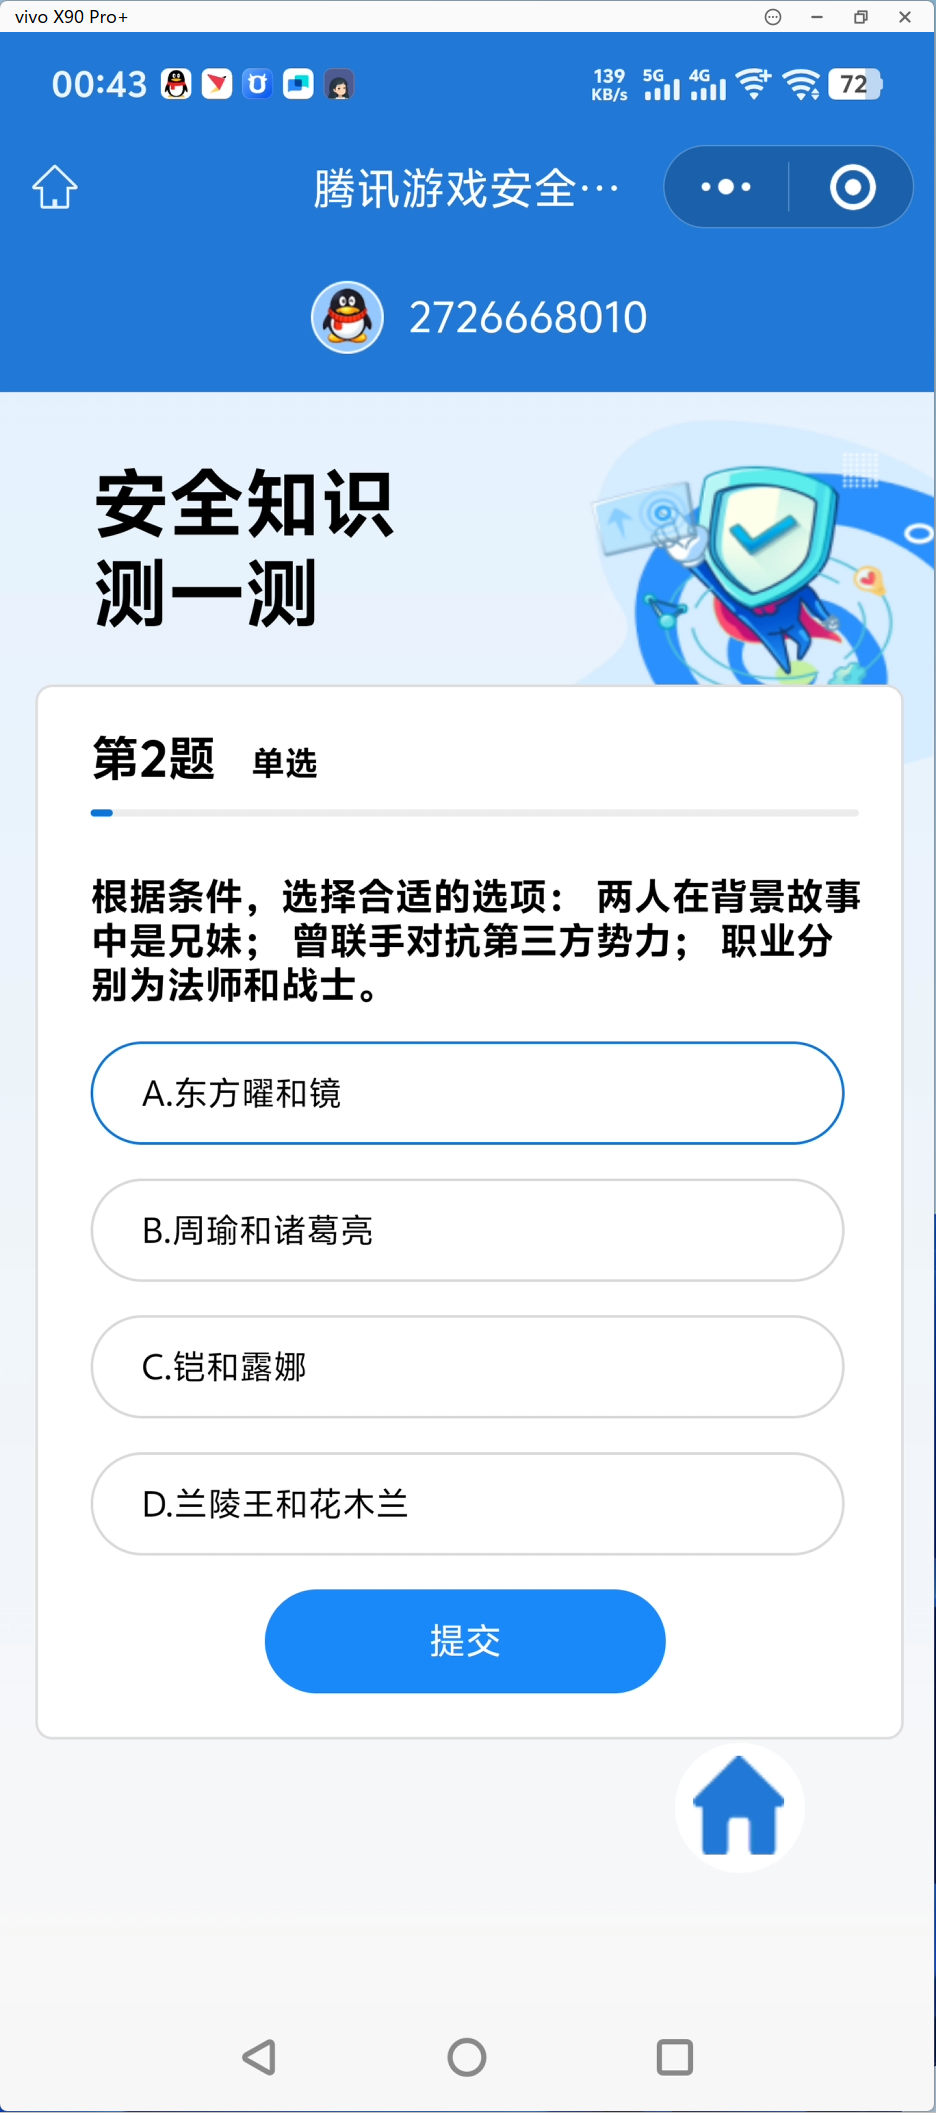 vivo X90 Pro+
00:43 139 KB/s 5G 4G 72
腾讯游戏安全…
2726668010
安全知识
测一测
第2题 单选
根据条件，选择合适的选项： 两人在背景故事
中是兄妹； 曾联手对抗第三方势力； 职业分
别为法师和战士。
A.东方曜和镜
B.周瑜和诸葛亮
C.铠和露娜
D.兰陵王和花木兰
提交